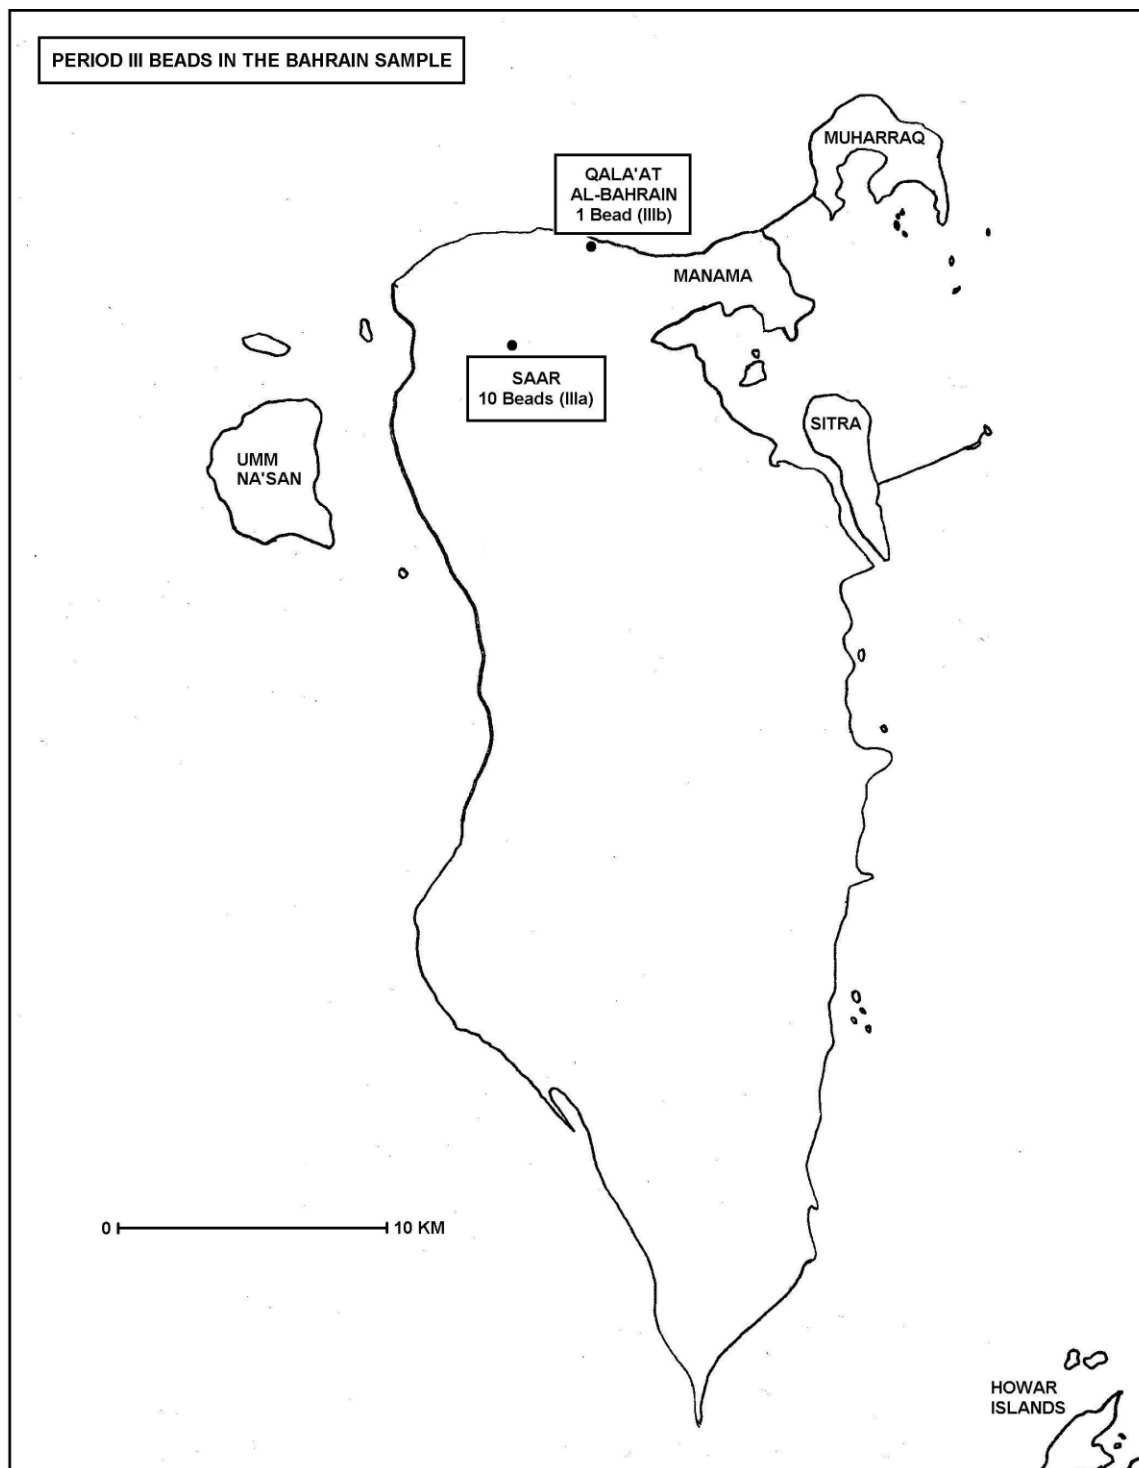 PERIOD III BEADS IN THE BAHRAIN SAMPLE
MUHARRAQ
QALA'AT
AL-BAHRAIN
1 Bead (IIIb)
MANAMA
SAAR
10 Beads (IIIa)
SITRA
UMM
NA'SAN
0
10 KM
HOWAR
ISLANDS